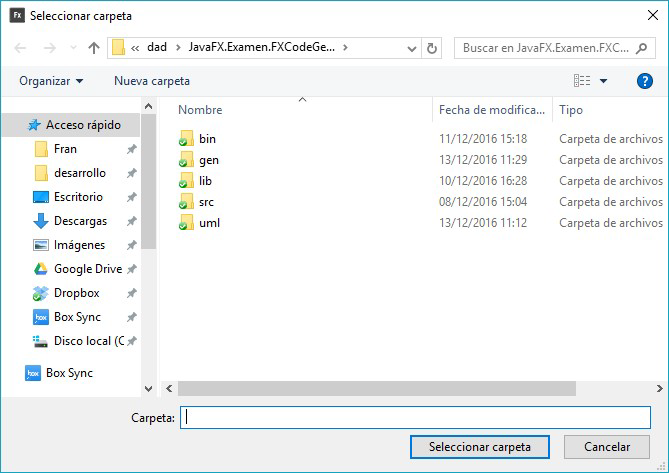 Fx Seleccionar carpeta
« dad > JavaFX.Examen.FXCodeGe... >
Buscar en JavaFX.Examen.FXC...
Organizar
Nueva carpeta
?
Nombre Fecha de modifica... Tipo
Acceso rápido
Fran
desarrollo
Escritorio
Descargas
Imágenes
Google Drive
Dropbox
box Box Sync
Disco local (C
box Box Sync
bin 11/12/2016 15:18 Carpeta de archivos
gen 13/12/2016 11:29 Carpeta de archivos
lib 10/12/2016 16:28 Carpeta de archivos
src 08/12/2016 15:04 Carpeta de archivos
uml 13/12/2016 11:12 Carpeta de archivos
Carpeta:
Seleccionar carpeta
Cancelar